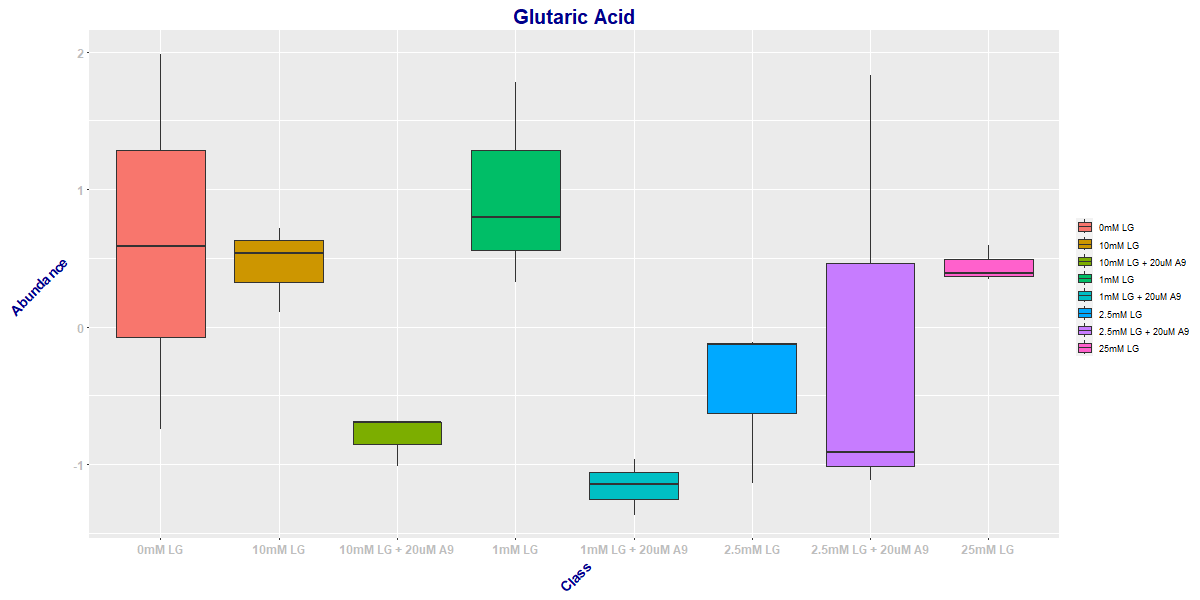 Glutaric Acid
2
1
0
-1
Abundance
0mM LG
10mM LG
10mM LG + 20uM A9
1mM LG
1mM LG + 20uM A9
2.5mM LG
2.5mM LG + 20uM A9
25mM LG
Class
0mM LG
10mM LG
10mM LG + 20uM A9
1mM LG
1mM LG + 20uM A9
2.5mM LG
2.5mM LG + 20uM A9
25mM LG